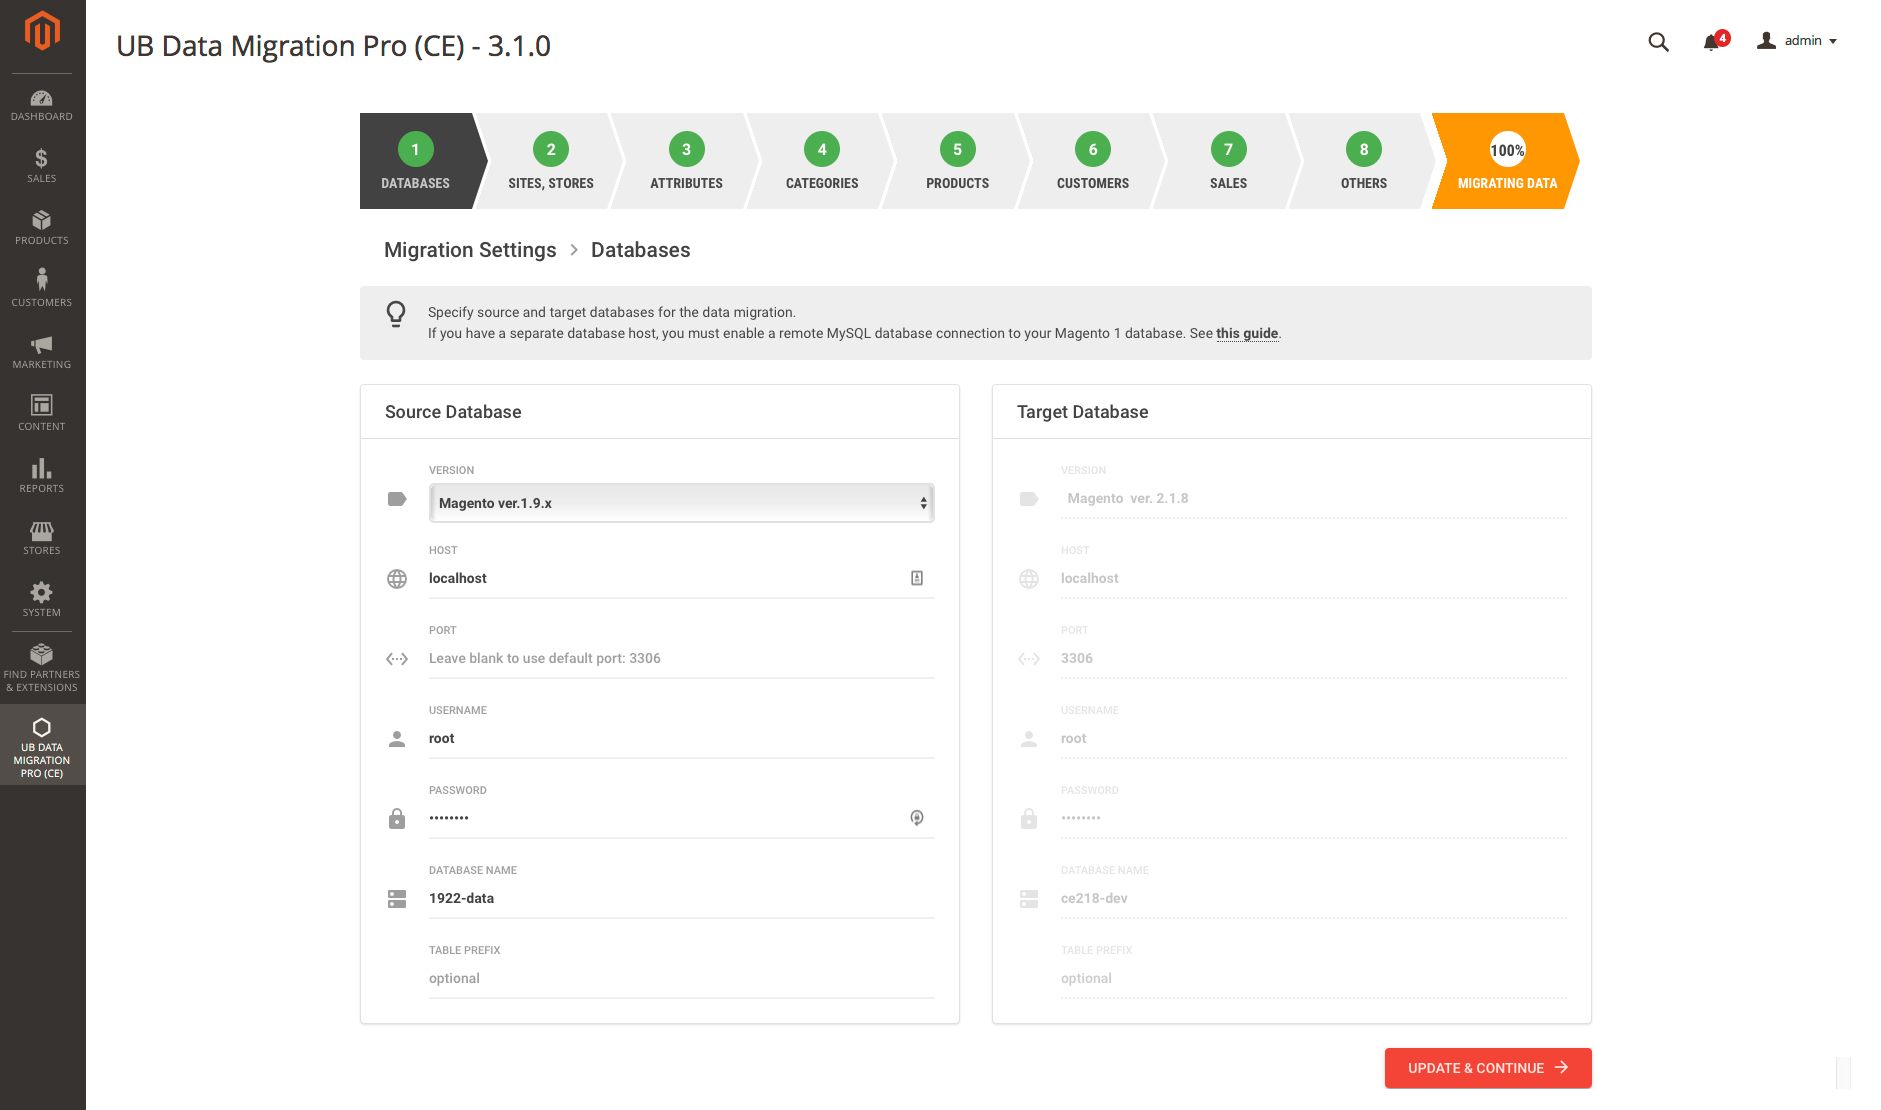 UB Data Migration Pro (CE) - 3.1.0
4
admin
DASHBOARD
$
SALES
PRODUCTS
CUSTOMERS
MARKETING
CONTENT
REPORTS
STORES
SYSTEM
FIND PARTNERS
& EXTENSIONS
UB DATA
MIGRATION
PRO (CE)
1
DATABASES
2
SITES, STORES
3
ATTRIBUTES
4
CATEGORIES
5
PRODUCTS
6
CUSTOMERS
7
SALES
8
OTHERS
100%
MIGRATING DATA
Migration Settings > Databases
Specify source and target databases for the data migration.
If you have a separate database host, you must enable a remote MySQL database connection to your Magento 1 database. See this guide.
Source Database
VERSION
Magento ver.1.9.x
HOST
localhost
PORT
Leave blank to use default port: 3306
USERNAME
root
PASSWORD
••••••••
DATABASE NAME
1922-data
TABLE PREFIX
optional
Target Database
VERSION
Magento ver. 2.1.8
HOST
localhost
PORT
3306
USERNAME
root
PASSWORD
••••••••
DATABASE NAME
ce218-dev
TABLE PREFIX
optional
UPDATE & CONTINUE →